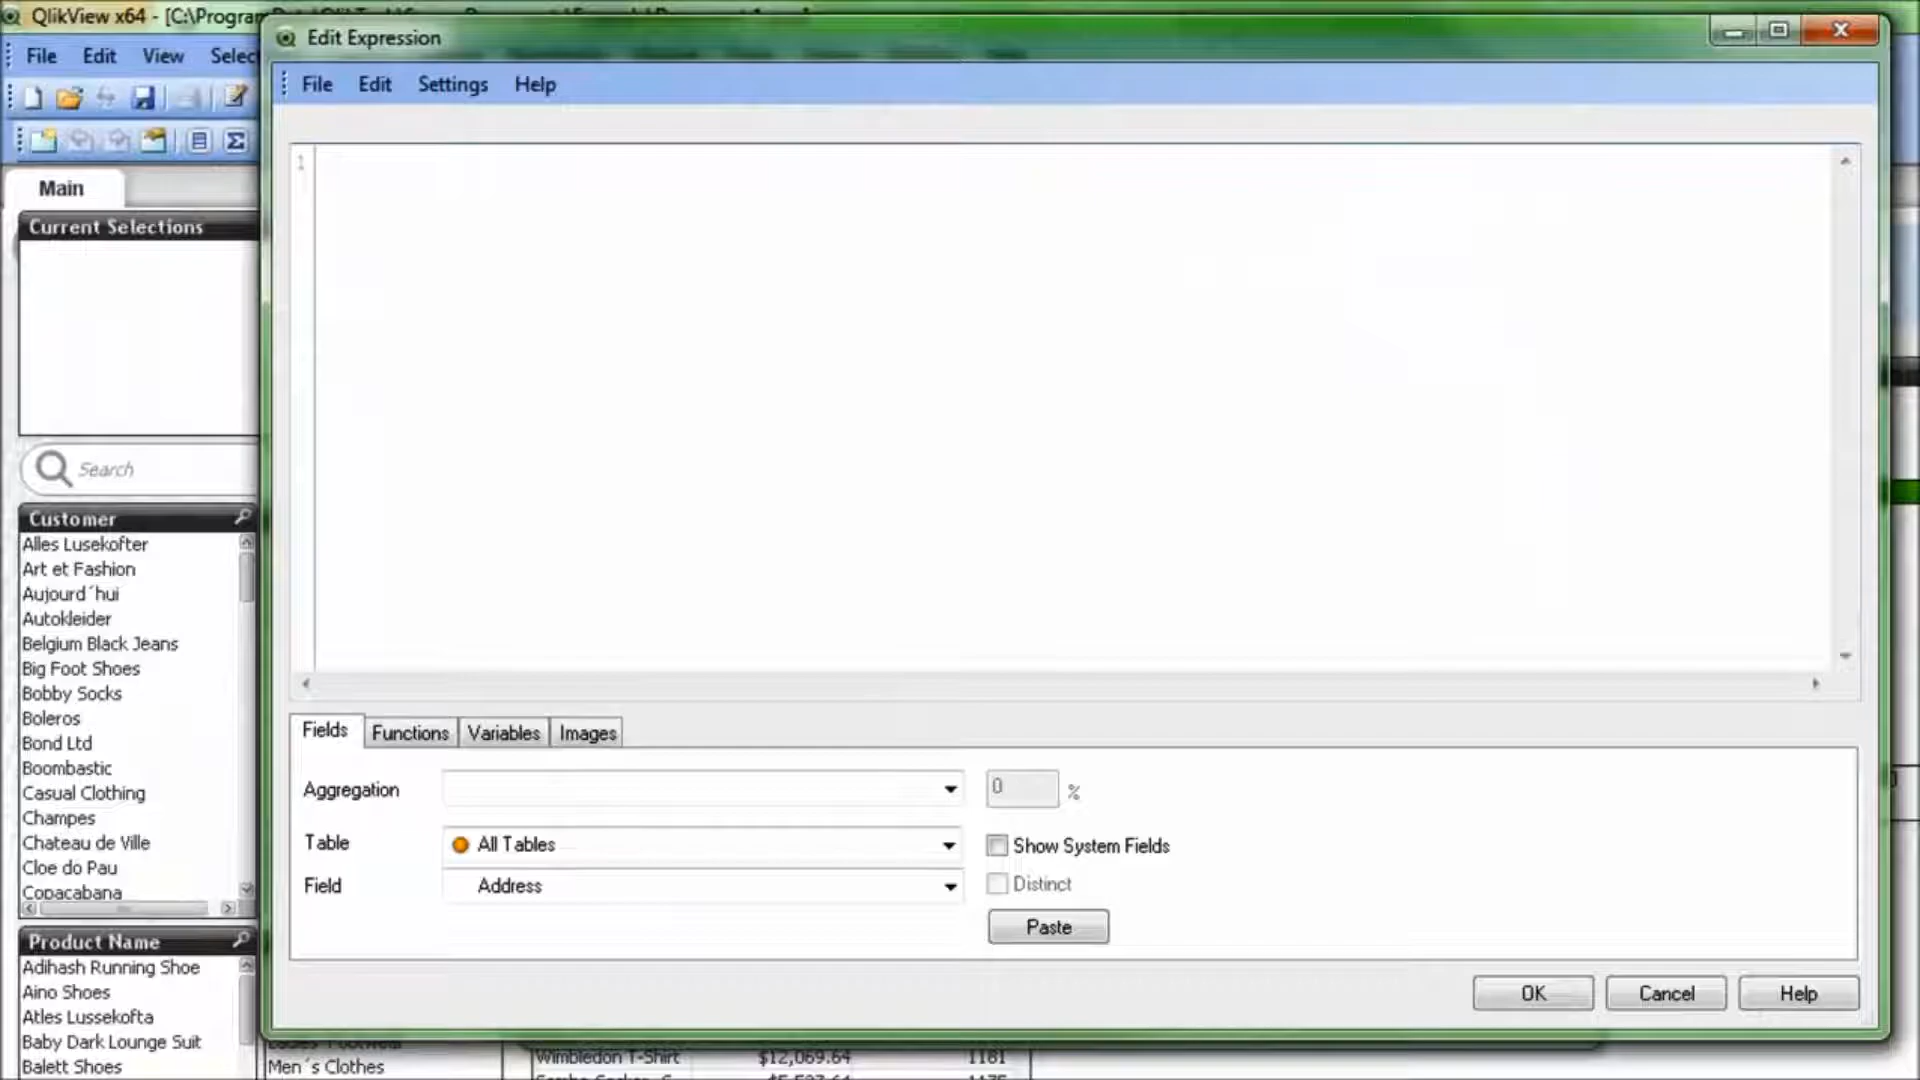 QlikView x64 - [C:\Program
Edit Expression
File Edit View Select
File Edit Settings Help
1
Main
Current Selections
Search
Customer
Alles Lusekofter
Art et Fashion
Aujourd´hui
Autokleider
Belgium Black Jeans
Big Foot Shoes
Bobby Socks
Boleros
Bond Ltd
Boombastic
Casual Clothing
Champes
Chateau de Ville
Cloe do Pau
Copacabana
Fields Functions Variables Images
Aggregation 0 %
Table All Tables Show System Fields
Field Address Distinct
Paste
Product Name
Adihash Running Shoe
Aino Shoes
Atles Lussekofta
Baby Dark Lounge Suit
Balett Shoes
OK Cancel Help
Men´s Clothes
Wimbledon T-Shirt $12,069.64 1181